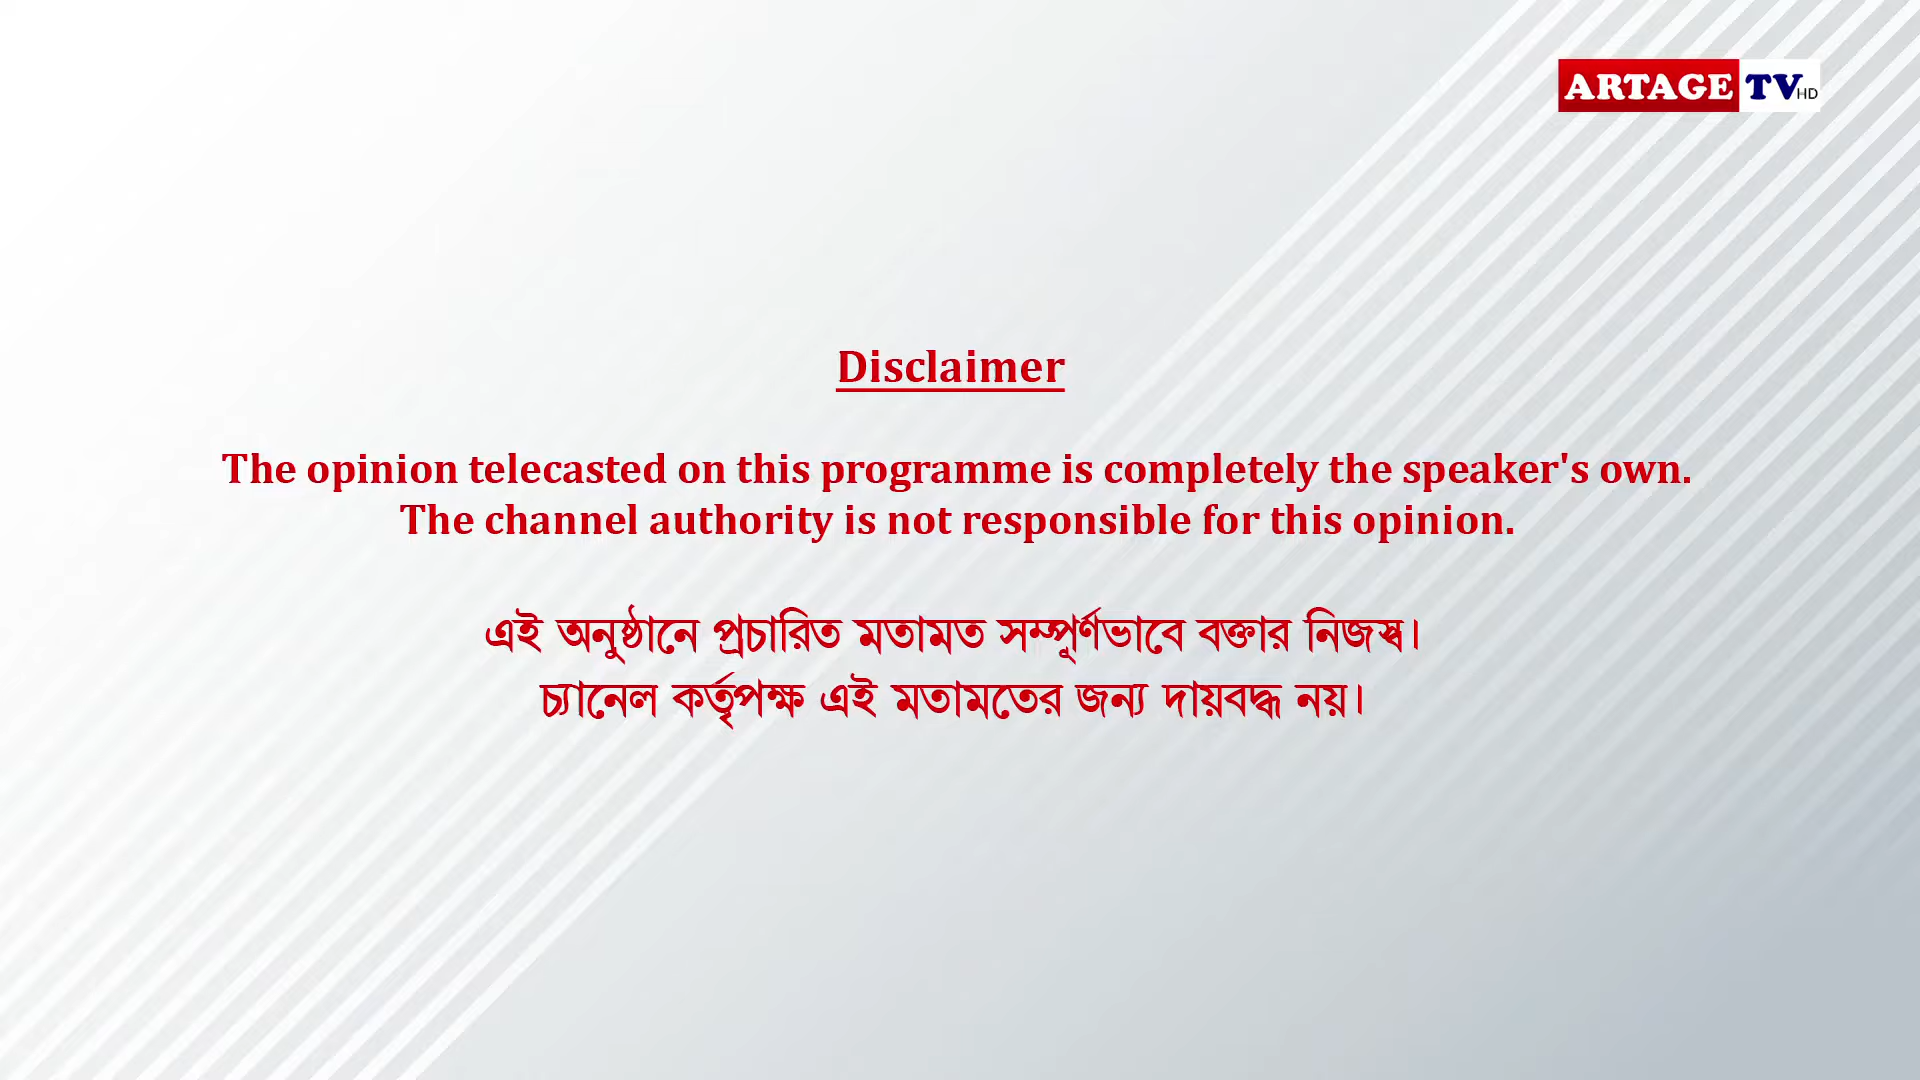 ARTAGE TV HD
Disclaimer
The opinion telecasted on this programme is completely the speaker's own.
The channel authority is not responsible for this opinion.
এই অনুষ্ঠানে প্রচারিত মতামত সম্পূর্ণভাবে বক্তার নিজস্ব।
চ্যানেল কর্তৃপক্ষ এই মতামতের জন্য দায়বদ্ধ নয়।